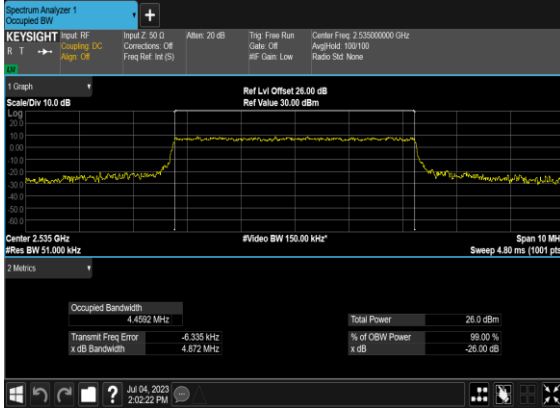 Spectrum Analyzer 1
Occupied BW
+
KEYSIGHT Input: RF Input Z: 50 Ω Atten: 20 dB Trig: Free Run Center Freq: 2.535000000 GHz
R T Coupling: DC Corrections: Off Gate: Off Avg|Hold: 100/100
Align: Off Freq Ref: Int (S) #IF Gain: Low Radio Std: None
1 Graph
Ref Lvl Offset 26.00 dB
Scale/Div 10.0 dB Ref Value 30.00 dBm
Log
20.0
10.0
0.00
-10.0
-20.0
-30.0
-40.0
-50.0
-60.0
Center 2.535 GHz #Video BW 150.00 kHz* Span 10 MH
#Res BW 51.000 kHz Sweep 4.80 ms (1001 pts
2 Metrics
Occupied Bandwidth
4.4592 MHz Total Power 26.0 dBm
Transmit Freq Error -6.335 kHz % of OBW Power 99.00 %
x dB Bandwidth 4.872 MHz x dB -26.00 dB
? Jul 04, 2023
2:02:22 PM